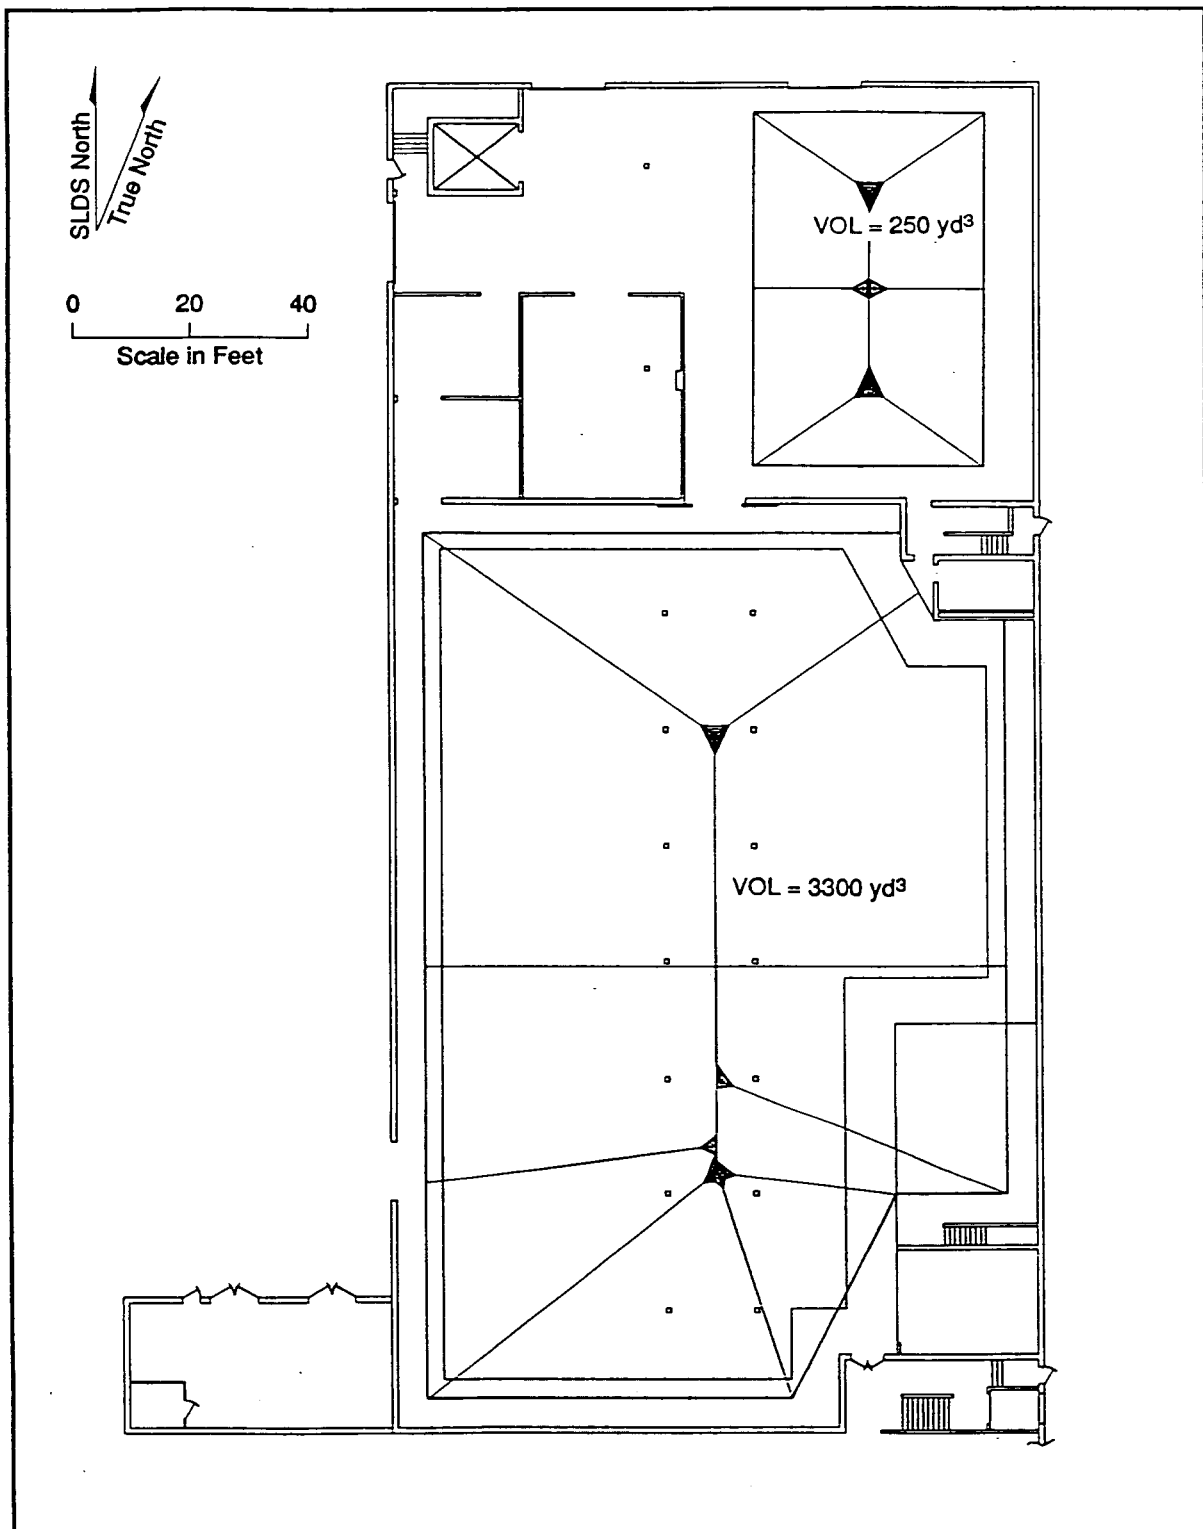 SLDS North
True North
0 20 40
Scale in Feet
VOL = 250 yd³
VOL = 3300 yd³